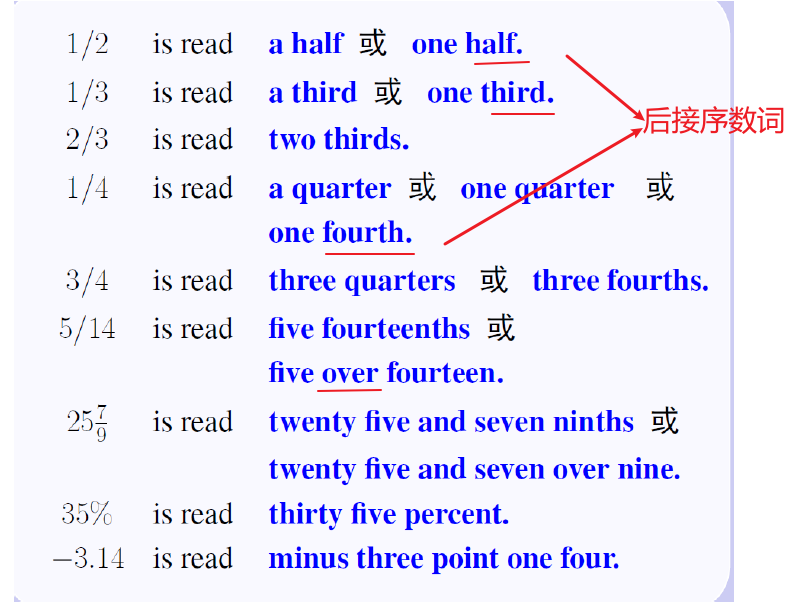 1/2 is read a half 或 one half.
1/3 is read a third 或 one third.
后接序数词
2/3 is read two thirds.
1/4 is read a quarter 或 one quarter 或
one fourth.
3/4 is read three quarters 或 three fourths.
5/14 is read five fourteenths 或
five over fourteen.
25 7/9 is read twenty five and seven ninths 或
twenty five and seven over nine.
35% is read thirty five percent.
−3.14 is read minus three point one four.